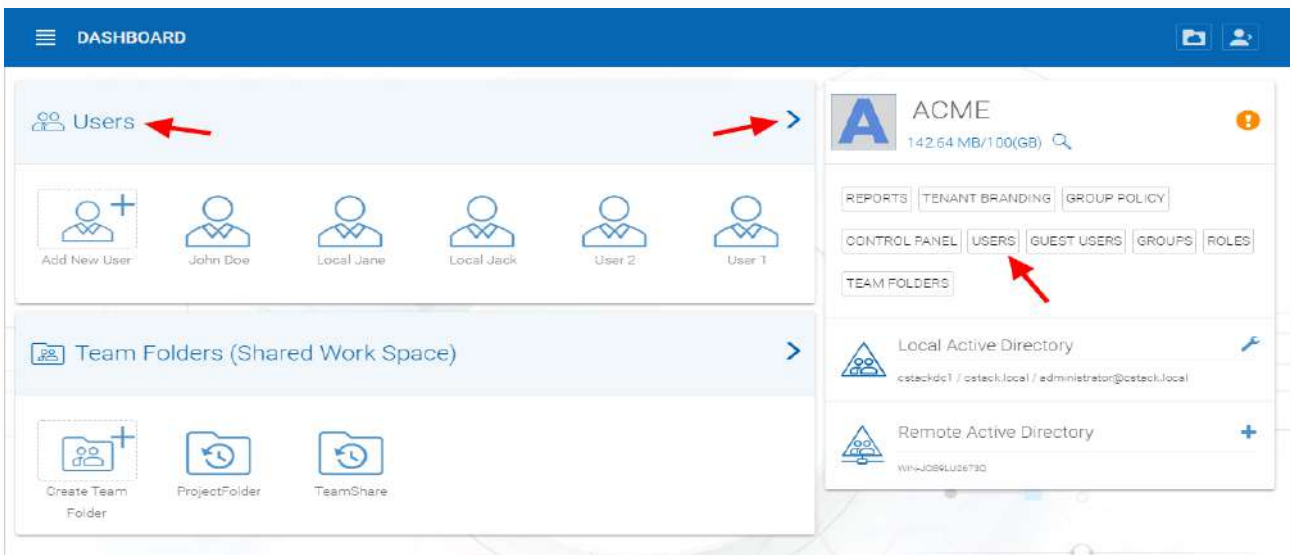 DASHBOARD
Users
Add New User
John Doe
Local Jane
Local Jack
User 2
User 1
Team Folders (Shared Work Space)
Create Team
Folder
ProjectFolder
TeamShare
A
ACME
142.64 MB/100(GB)
REPORTS TENANT BRANDING GROUP POLICY
CONTROL PANEL USERS GUEST USERS GROUPS ROLES
TEAM FOLDERS
Local Active Directory
cstackdc1 / cstack.local / administrator@cstack.local
Remote Active Directory